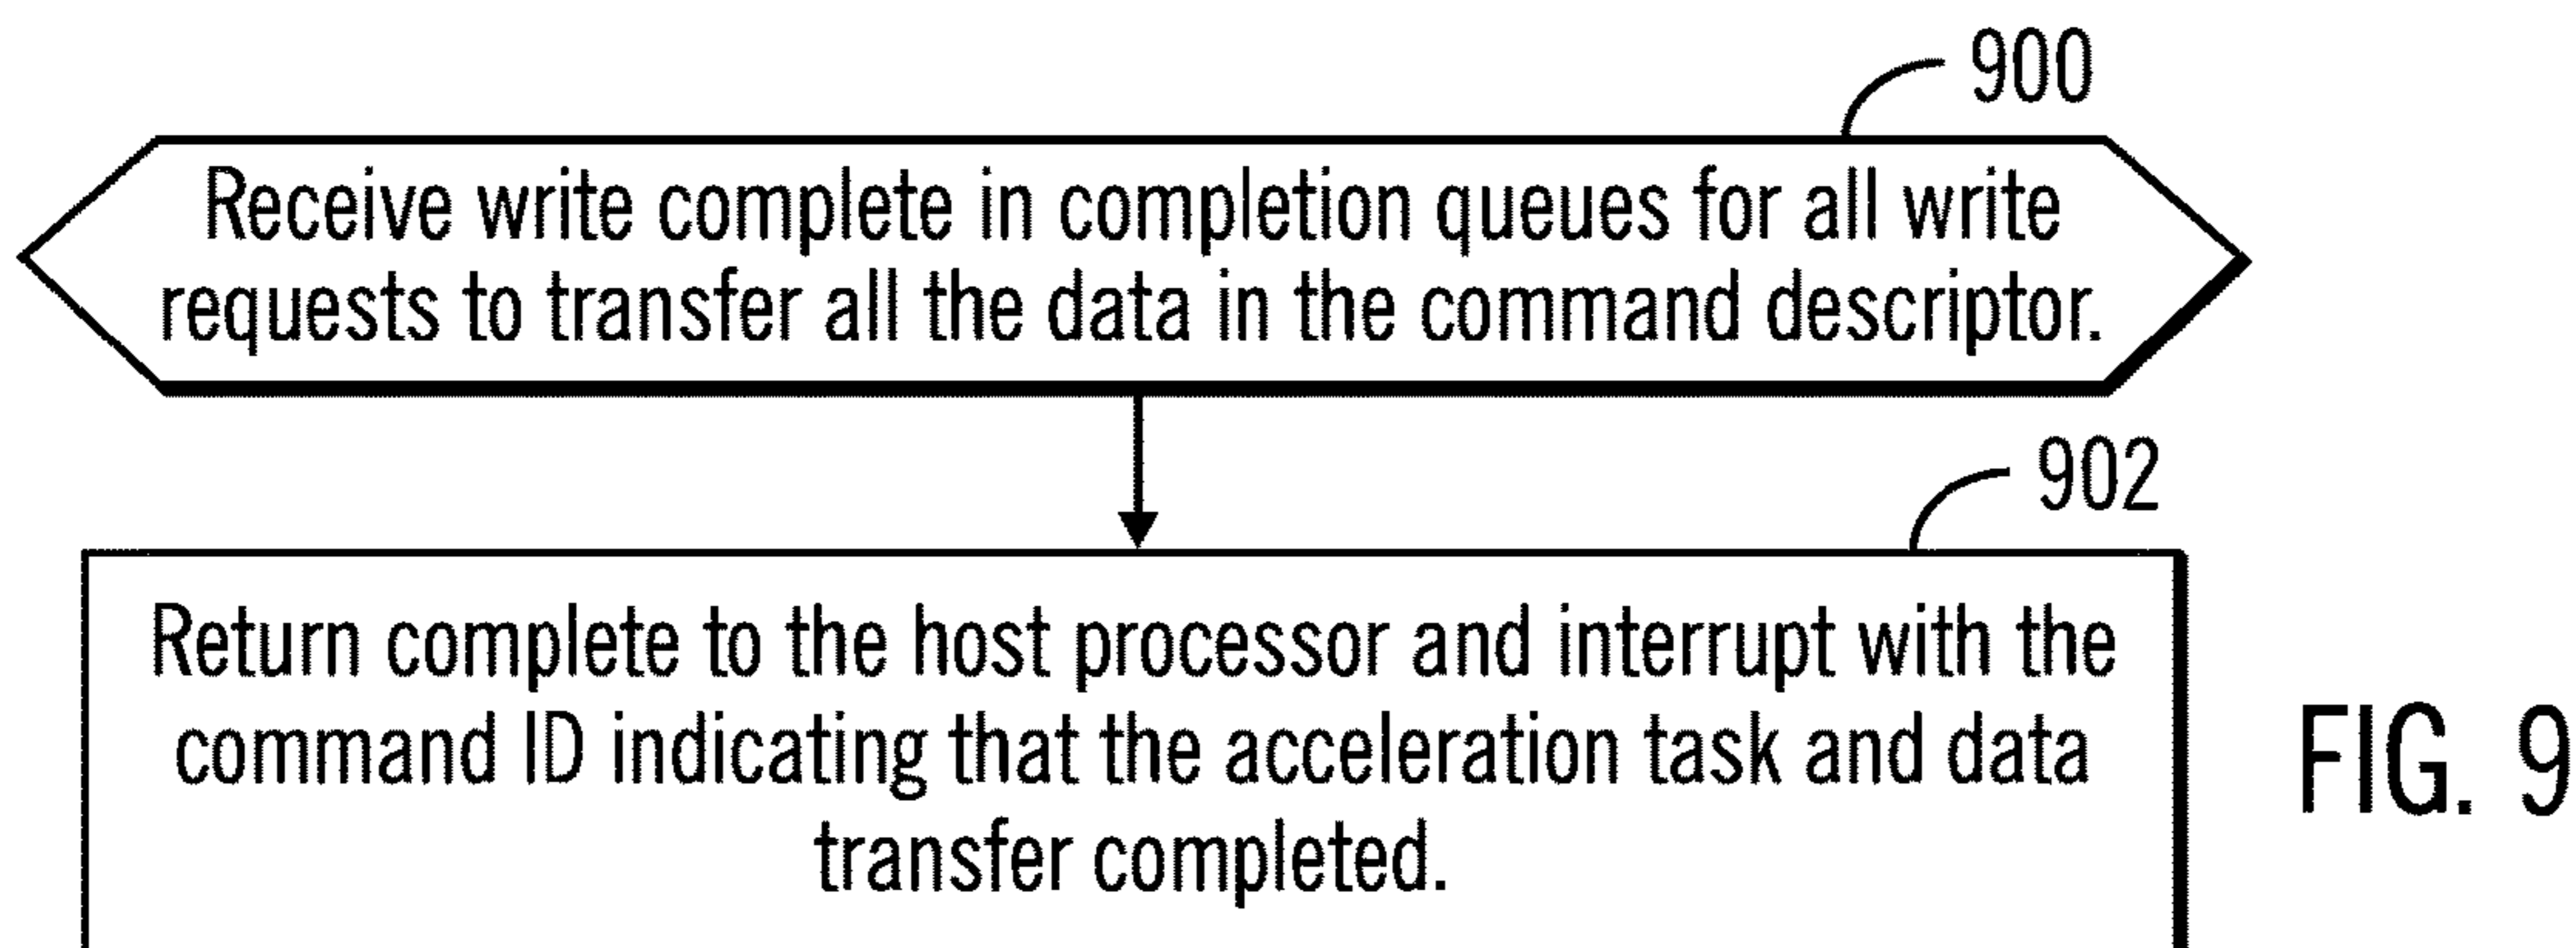 900
Receive write complete in completion queues for all write
requests to transfer all the data in the command descriptor.
902
Return complete to the host processor and interrupt with the
command ID indicating that the acceleration task and data
transfer completed.
FIG. 9